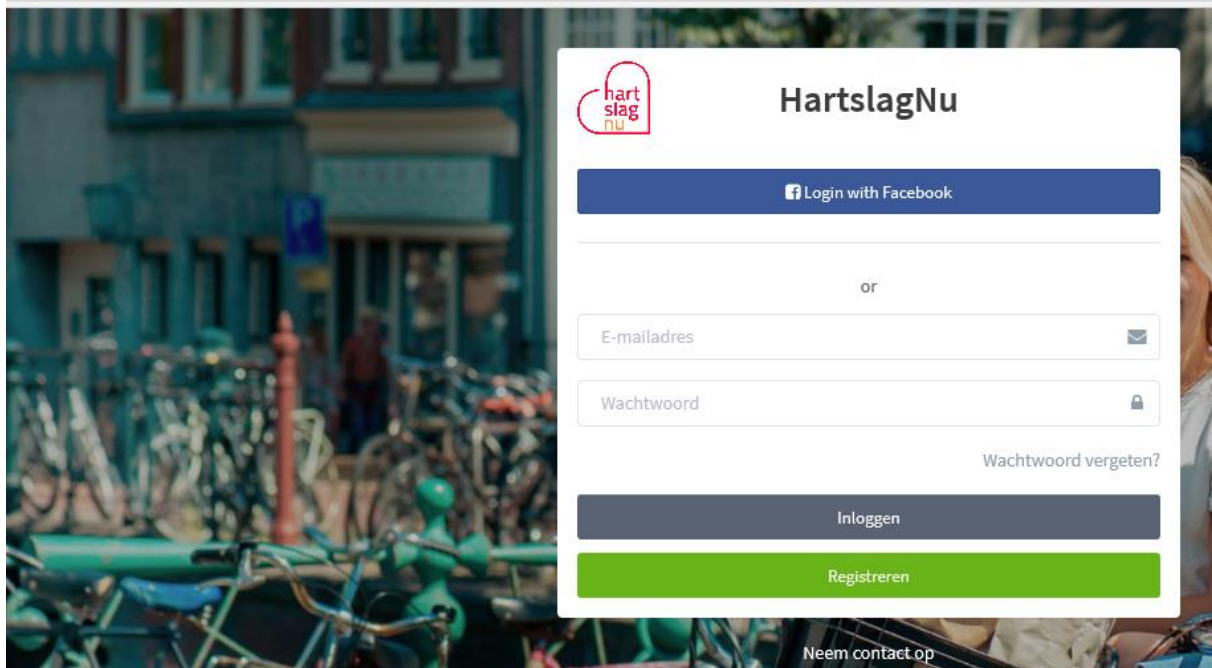 hart
slag
nu
HartslagNu
Login with Facebook
or
E-mailadres
Wachtwoord
Wachtwoord vergeten?
Inloggen
Registreren
Neem contact op
P